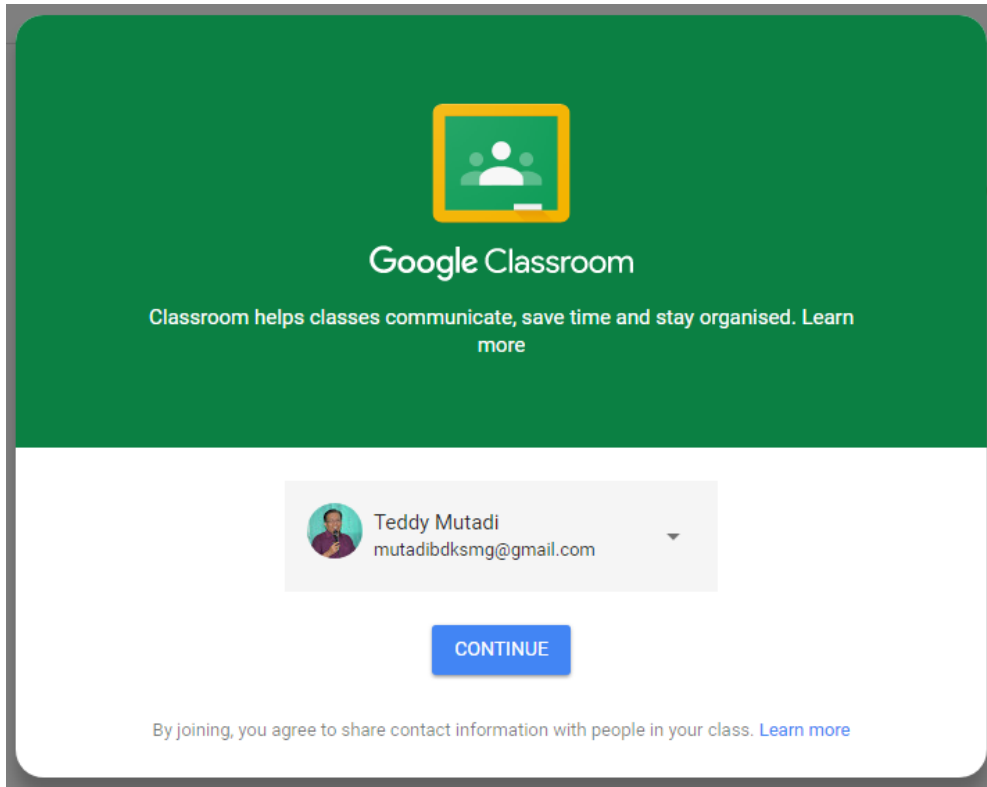 Google Classroom
Classroom helps classes communicate, save time and stay organised. Learn
more
Teddy Mutadi
mutadibdksmg@gmail.com
CONTINUE
By joining, you agree to share contact information with people in your class. Learn more